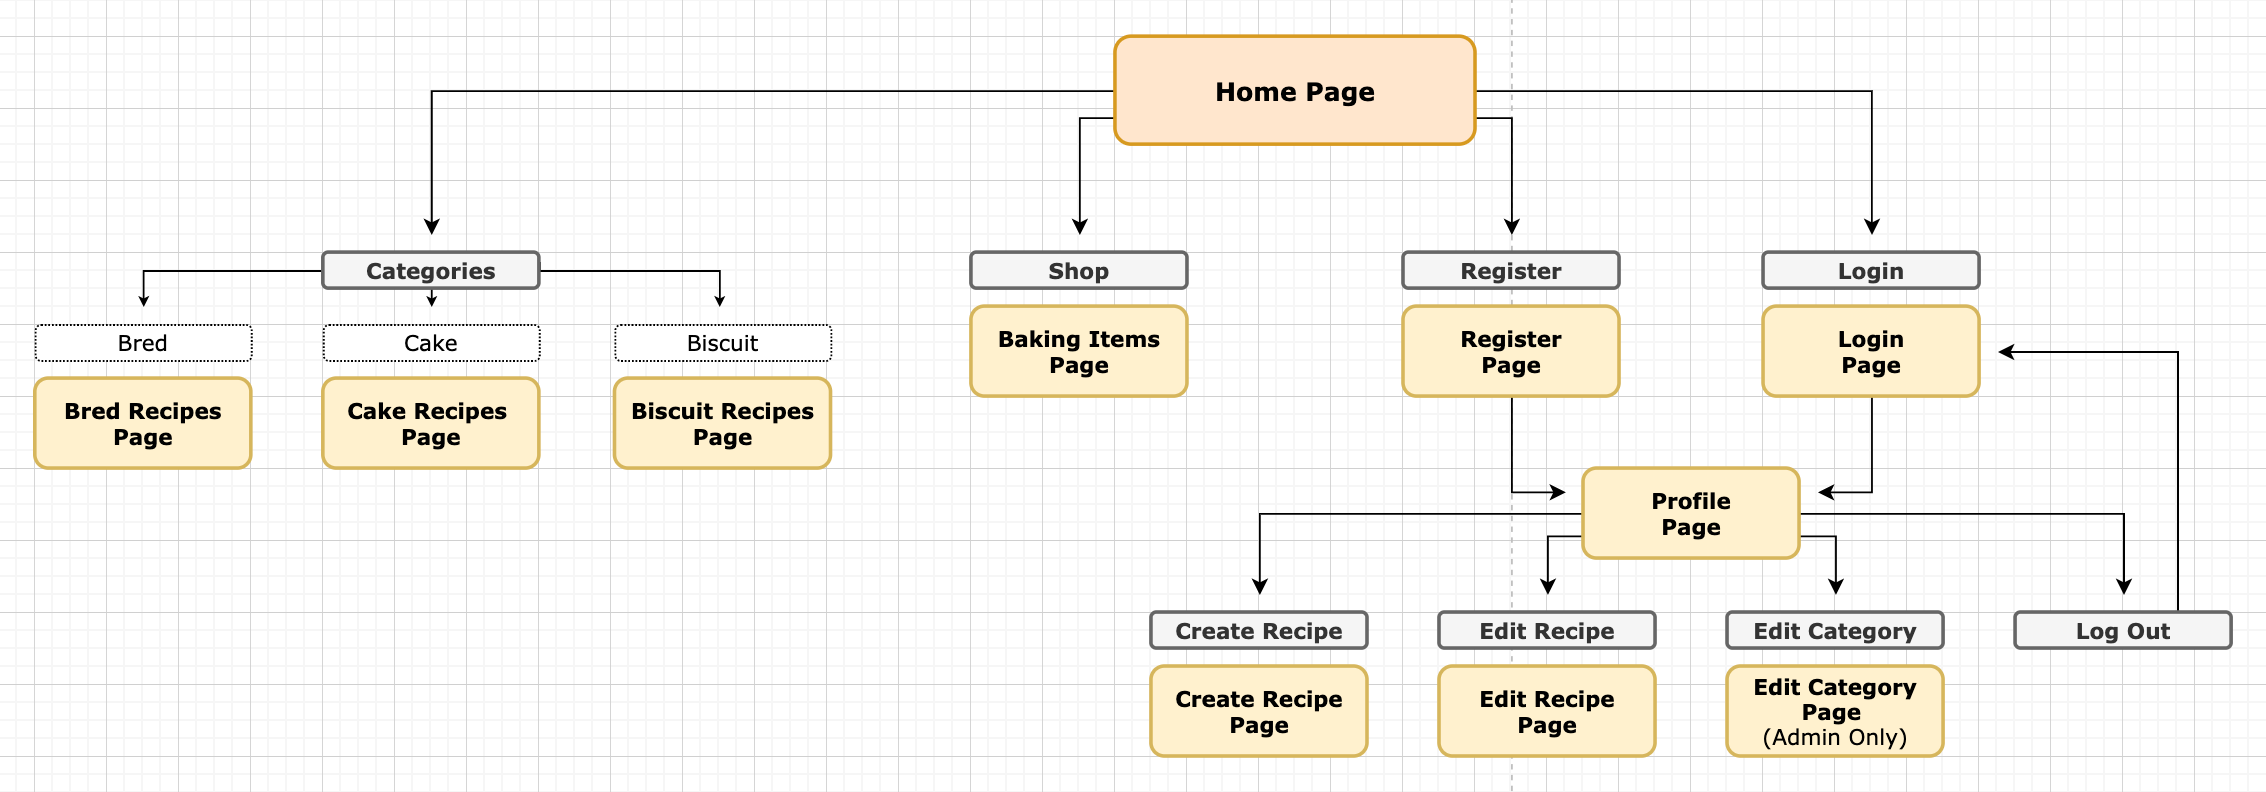 Home Page
Categories
Shop
Register
Login
Bred
Cake
Biscuit
Baking Items
Page
Register
Page
Login
Page
Bred Recipes
Page
Cake Recipes
Page
Biscuit Recipes
Page
Profile
Page
Create Recipe
Edit Recipe
Edit Category
Log Out
Create Recipe
Page
Edit Recipe
Page
Edit Category
Page
(Admin Only)